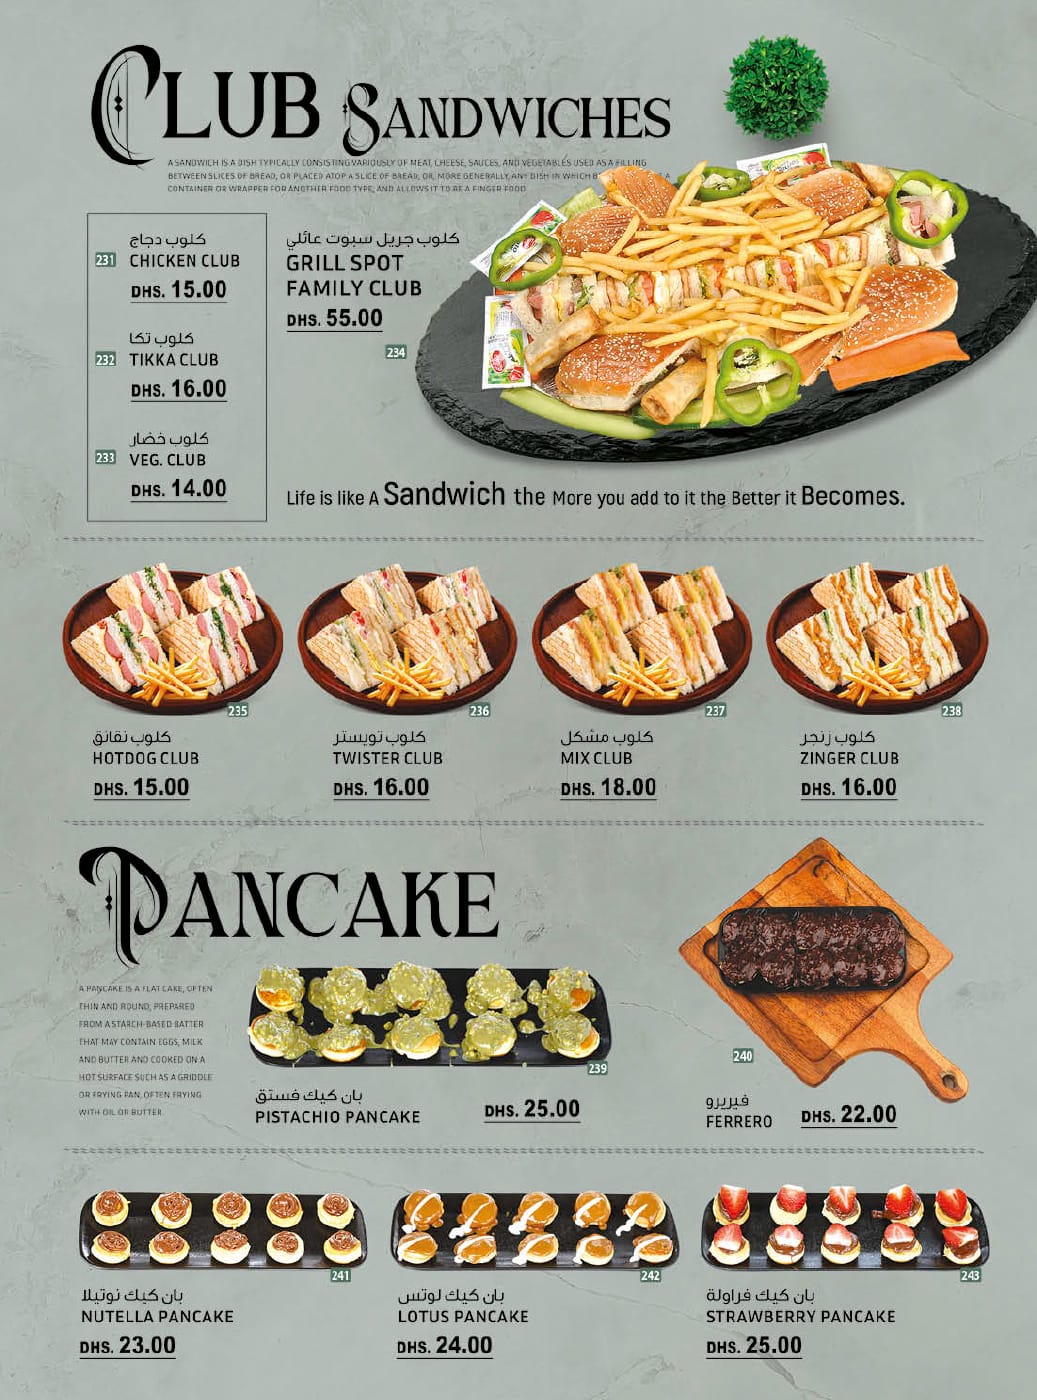 CLUB SANDWICHES
A SANDWICH IS A DISH TYPICALLY CONSISTING VARIOUSLY OF MEAT, CHEESE, SAUCES, AND VEGETABLES USED AS A FILLING
BETWEEN SLICES OF BREAD, OR PLACED ATOP A SLICE OF BREAD, OR, MORE GENERALLY, ANY DISH IN WHICH
CONTAINER OR WRAPPER FOR ANOTHER FOOD TYPE, AND ALLOWS IT TO BE A FINGER FOOD
كلوب دجاج
231 CHICKEN CLUB
DHS. 15.00
كلوب تكا
232 TIKKA CLUB
DHS. 16.00
كلوب خضار
233 VEG. CLUB
DHS. 14.00
كلوب جريل سبوت عائلي
GRILL SPOT
FAMILY CLUB
DHS. 55.00
234
Life is like A Sandwich the More you add to it the Better it Becomes.
235
كلوب نقانق
HOTDOG CLUB
DHS. 15.00
236
كلوب تويستر
TWISTER CLUB
DHS. 16.00
237
كلوب مشكل
MIX CLUB
DHS. 18.00
238
كلوب زنجر
ZINGER CLUB
DHS. 16.00
PANCAKE
A PANCAKE IS A FLAT CAKE, OFTEN
THIN AND ROUND, PREPARED
FROM A STARCH-BASED BATTER
THAT MAY CONTAIN EGGS, MILK
AND BUTTER AND COOKED ON A
HOT SURFACE SUCH AS A GRIDDLE
OR FRYING PAN, OFTEN FRYING
WITH OIL OR BUTTER.
239
بان كيك فستق
PISTACHIO PANCAKE
DHS. 25.00
240
فيريرو
FERRERO
DHS. 22.00
241
بان كيك نوتيلا
NUTELLA PANCAKE
DHS. 23.00
242
بان كيك لوتس
LOTUS PANCAKE
DHS. 24.00
243
بان كيك فراولة
STRAWBERRY PANCAKE
DHS. 25.00